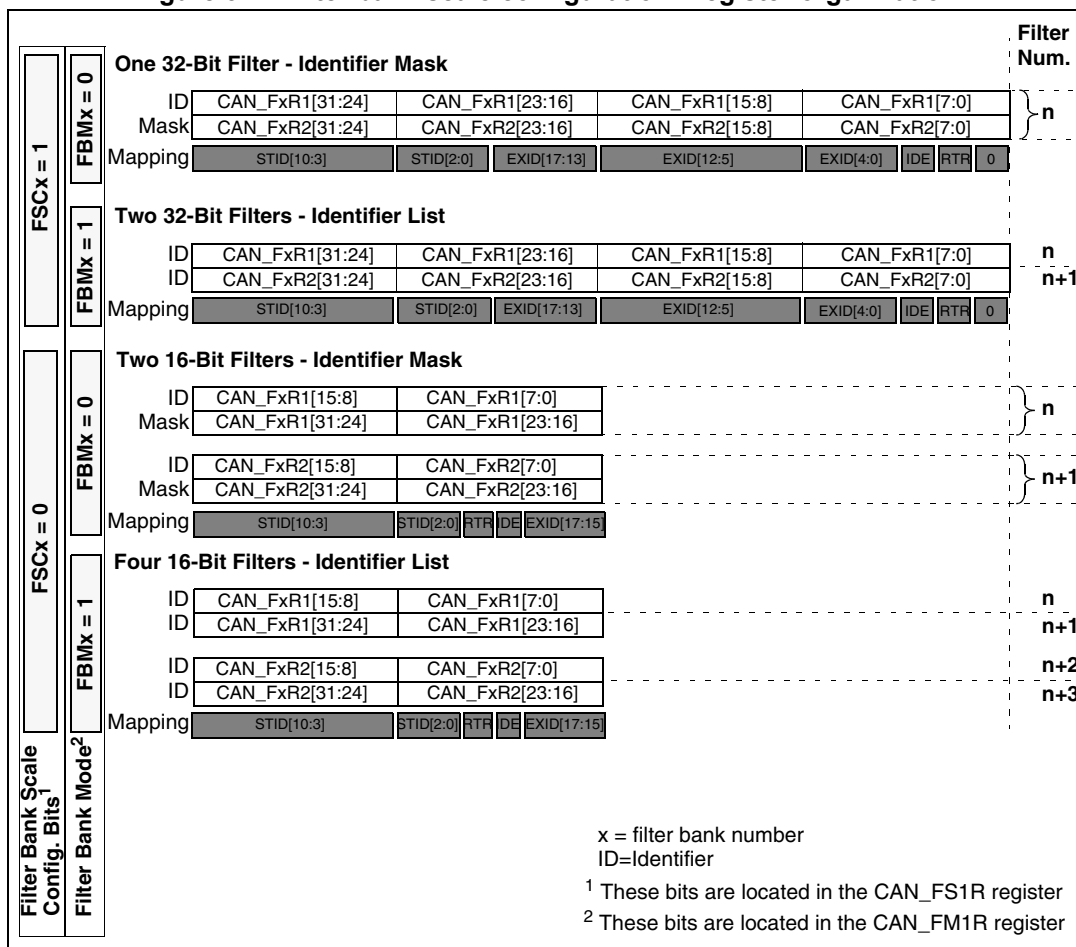 Filter
Num.
One 32-Bit Filter - Identifier Mask
FSCx = 1
FBMx = 0
ID CAN_FxR1[31:24] CAN_FxR1[23:16] CAN_FxR1[15:8] CAN_FxR1[7:0]
Mask CAN_FxR2[31:24] CAN_FxR2[23:16] CAN_FxR2[15:8] CAN_FxR2[7:0]
n
Mapping STID[10:3] STID[2:0] EXID[17:13] EXID[12:5] EXID[4:0] IDE RTR 0
Two 32-Bit Filters - Identifier List
FBMx = 1
ID CAN_FxR1[31:24] CAN_FxR1[23:16] CAN_FxR1[15:8] CAN_FxR1[7:0] n
ID CAN_FxR2[31:24] CAN_FxR2[23:16] CAN_FxR2[15:8] CAN_FxR2[7:0] n+1
Mapping STID[10:3] STID[2:0] EXID[17:13] EXID[12:5] EXID[4:0] IDE RTR 0
Two 16-Bit Filters - Identifier Mask
FSCx = 0
FBMx = 0
ID CAN_FxR1[15:8] CAN_FxR1[7:0]
Mask CAN_FxR1[31:24] CAN_FxR1[23:16]
n
ID CAN_FxR2[15:8] CAN_FxR2[7:0]
Mask CAN_FxR2[31:24] CAN_FxR2[23:16]
n+1
Mapping STID[10:3] STID[2:0] RTR IDE EXID[17:15]
Four 16-Bit Filters - Identifier List
FBMx = 1
ID CAN_FxR1[15:8] CAN_FxR1[7:0] n
ID CAN_FxR1[31:24] CAN_FxR1[23:16] n+1
ID CAN_FxR2[15:8] CAN_FxR2[7:0] n+2
ID CAN_FxR2[31:24] CAN_FxR2[23:16] n+3
Mapping STID[10:3] STID[2:0] RTR IDE EXID[17:15]
Filter Bank Scale
Config. Bits1
Filter Bank Mode2
x = filter bank number
ID=Identifier
1 These bits are located in the CAN_FS1R register
2 These bits are located in the CAN_FM1R register